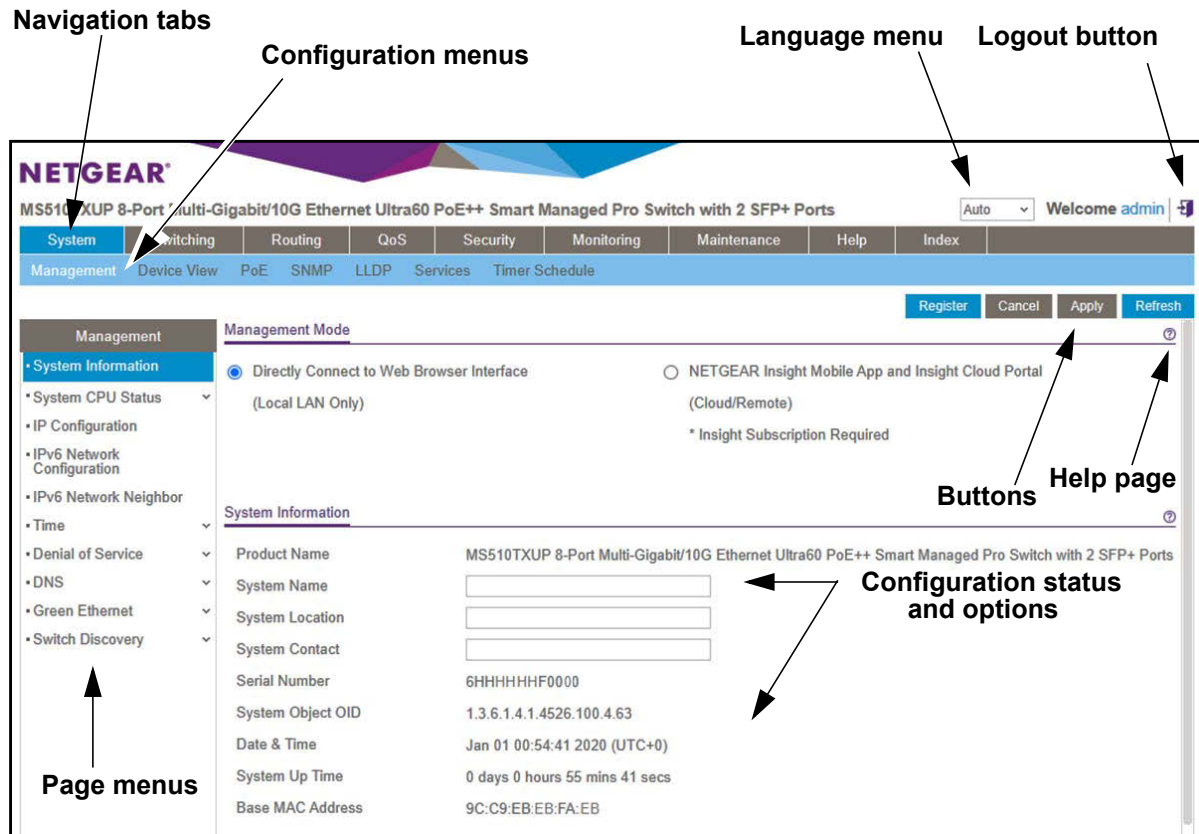 Navigation tabs
Configuration menus
Language menu
Logout button
NETGEAR®
MS510TXUP 8-Port Multi-Gigabit/10G Ethernet Ultra60 PoE++ Smart Managed Pro Switch with 2 SFP+ Ports
Auto
Welcome admin
System Switching Routing QoS Security Monitoring Maintenance Help Index
Management Device View PoE SNMP LLDP Services Timer Schedule
Register Cancel Apply Refresh
Management
• System Information
• System CPU Status
• IP Configuration
• IPv6 Network
Configuration
• IPv6 Network Neighbor
• Time
• Denial of Service
• DNS
• Green Ethernet
• Switch Discovery
Page menus
Management Mode
Directly Connect to Web Browser Interface
(Local LAN Only)
NETGEAR Insight Mobile App and Insight Cloud Portal
(Cloud/Remote)
* Insight Subscription Required
Buttons
Help page
System Information
Product Name MS510TXUP 8-Port Multi-Gigabit/10G Ethernet Ultra60 PoE++ Smart Managed Pro Switch with 2 SFP+ Ports
System Name
System Location
System Contact
Configuration status
and options
Serial Number 6HHHHHHF0000
System Object OID 1.3.6.1.4.1.4526.100.4.63
Date & Time Jan 01 00:54:41 2020 (UTC+0)
System Up Time 0 days 0 hours 55 mins 41 secs
Base MAC Address 9C:C9:EB:EB:FA:EB